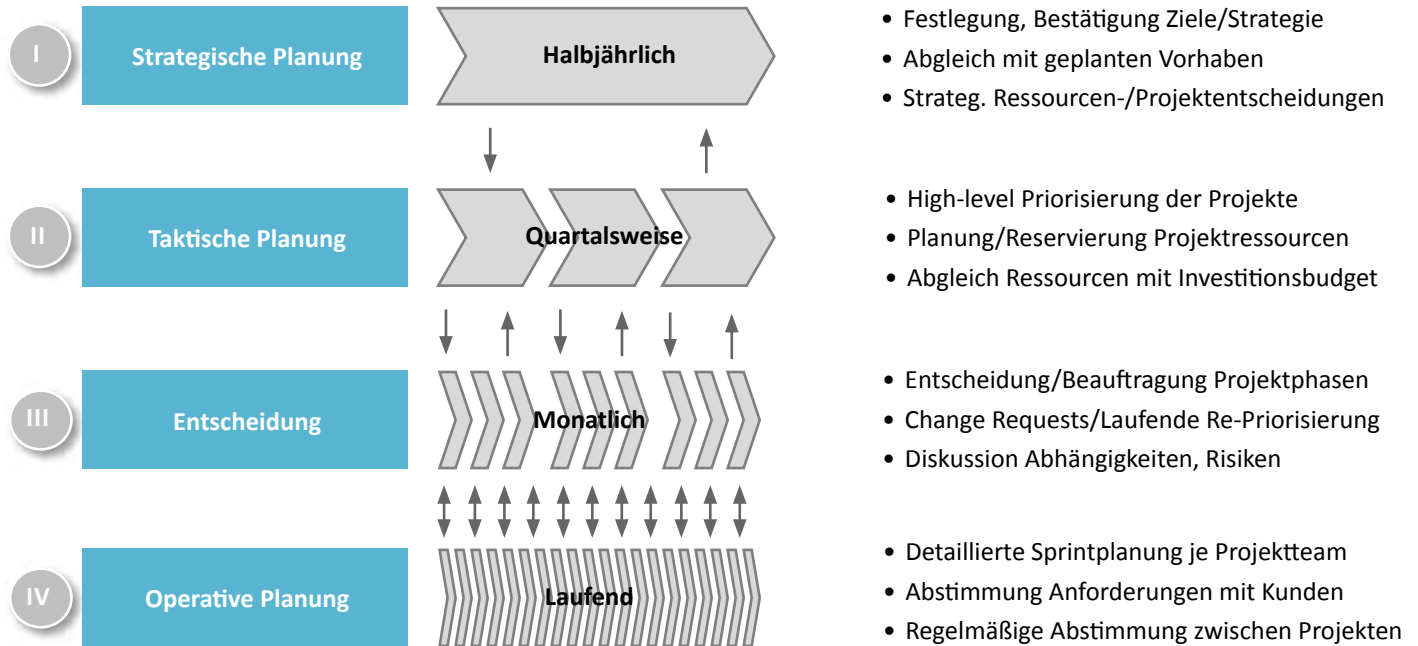 I
Strategische Planung
Halbjährlich
• Festlegung, Bestätigung Ziele/Strategie
• Abgleich mit geplanten Vorhaben
• Strateg. Ressourcen-/Projektentscheidungen
II
Taktische Planung
Quartalsweise
• High-level Priorisierung der Projekte
• Planung/Reservierung Projektressourcen
• Abgleich Ressourcen mit Investitionsbudget
III
Entscheidung
Monatlich
• Entscheidung/Beauftragung Projektphasen
• Change Requests/Laufende Re-Priorisierung
• Diskussion Abhängigkeiten, Risiken
IV
Operative Planung
Laufend
• Detaillierte Sprintplanung je Projektteam
• Abstimmung Anforderungen mit Kunden
• Regelmäßige Abstimmung zwischen Projekten